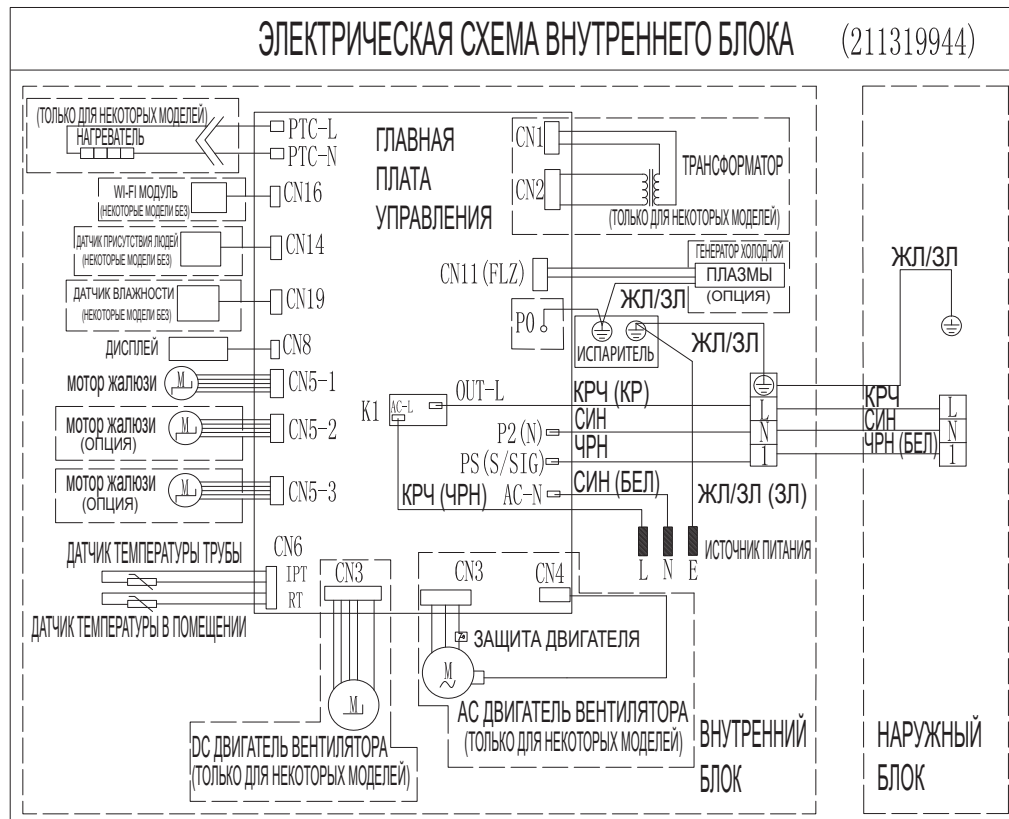 ЭЛЕКТРИЧЕСКАЯ СХЕМА ВНУТРЕННЕГО БЛОКА (211319944)
(ТОЛЬКО ДЛЯ НЕКОТОРЫХ МОДЕЛЕЙ)
НАГРЕВАТЕЛЬ
PTC-L
PTC-N
WI-FI МОДУЛЬ
(НЕКОТОРЫЕ МОДЕЛИ БЕЗ)
CN16
ДАТЧИК ПРИСУТСТВИЯ ЛЮДЕЙ
(НЕКОТОРЫЕ МОДЕЛИ БЕЗ)
CN14
ДАТЧИК ВЛАЖНОСТИ
(НЕКОТОРЫЕ МОДЕЛИ БЕЗ)
CN19
ДИСПЛЕЙ
CN8
мотор жалюзи
M
CN5-1
мотор жалюзи
(ОПЦИЯ)
M
CN5-2
мотор жалюзи
(ОПЦИЯ)
M
CN5-3
ДАТЧИК ТЕМПЕРАТУРЫ ТРУБЫ
CN6
IPT
RT
ДАТЧИК ТЕМПЕРАТУРЫ В ПОМЕЩЕНИИ
ГЛАВНАЯ
ПЛАТА
УПРАВЛЕНИЯ
CN1
CN2
ТРАНСФОРМАТОР
(ТОЛЬКО ДЛЯ НЕКОТОРЫХ МОДЕЛЕЙ)
CN11(FLZ)
ГЕНЕРАТОР ХОЛОДНОЙ
ПЛАЗМЫ
(ОПЦИЯ)
ЖЛ/ЗЛ
P0
ИСПАРИТЕЛЬ
ЖЛ/ЗЛ
K1
AC-L
OUT-L
КРЧ (КР)
P2(N)
СИН
PS(S/SIG)
ЧРН
КРЧ (ЧРН)
AC-N
СИН (БЕЛ)
ЖЛ/ЗЛ (ЗЛ)
L
N
1
L N E
ИСТОЧНИК ПИТАНИЯ
ЖЛ/ЗЛ
КРЧ
СИН
ЧРН (БЕЛ)
L
N
1
CN3
M
DC ДВИГАТЕЛЬ ВЕНТИЛЯТОРА
(ТОЛЬКО ДЛЯ НЕКОТОРЫХ МОДЕЛЕЙ)
CN3
CN4
ЗАЩИТА ДВИГАТЕЛЯ
M
AC ДВИГАТЕЛЬ ВЕНТИЛЯТОРА
(ТОЛЬКО ДЛЯ НЕКОТОРЫХ МОДЕЛЕЙ)
ВНУТРЕННИЙ
БЛОК
НАРУЖНЫЙ
БЛОК